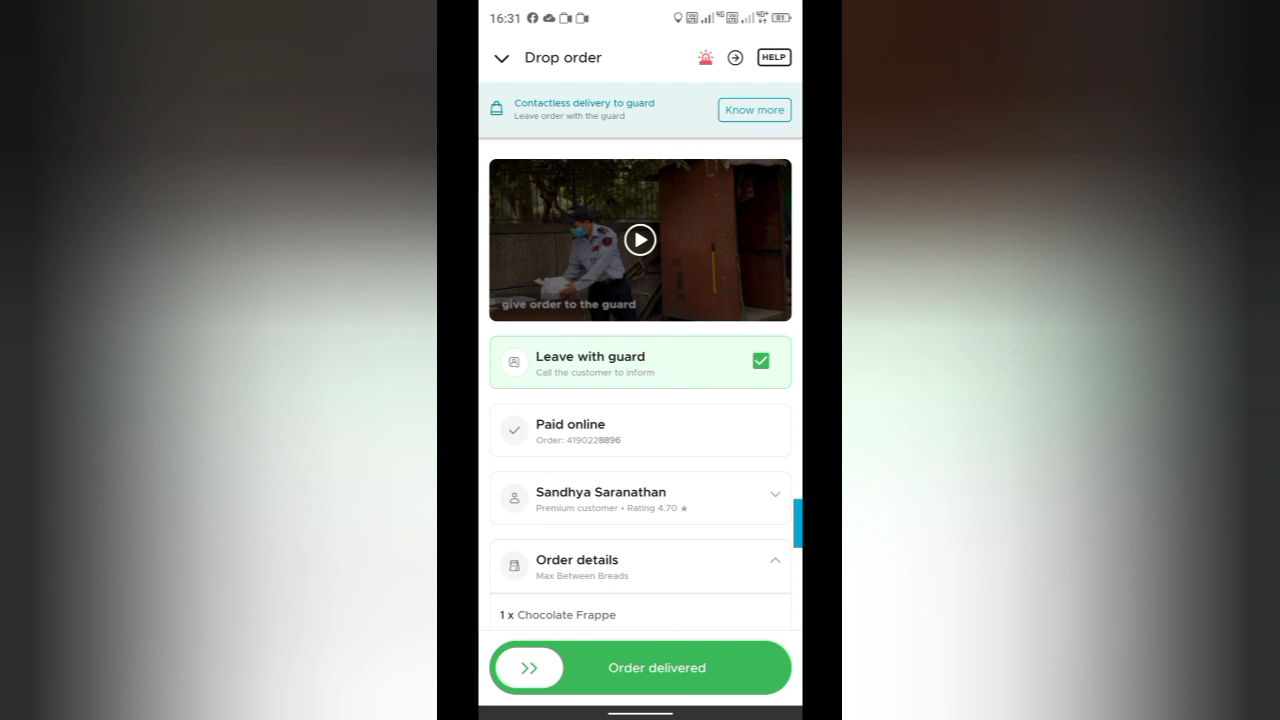 16:31
Drop order
HELP
Contactless delivery to guard
Leave order with the guard
Know more
give order to the guard
Leave with guard
Call the customer to inform
Paid online
Order: 4190228896
Sandhya Saranathan
Premium customer • Rating 4.70 ★
Order details
Max Between Breads
1 x Chocolate Frappe
Order delivered